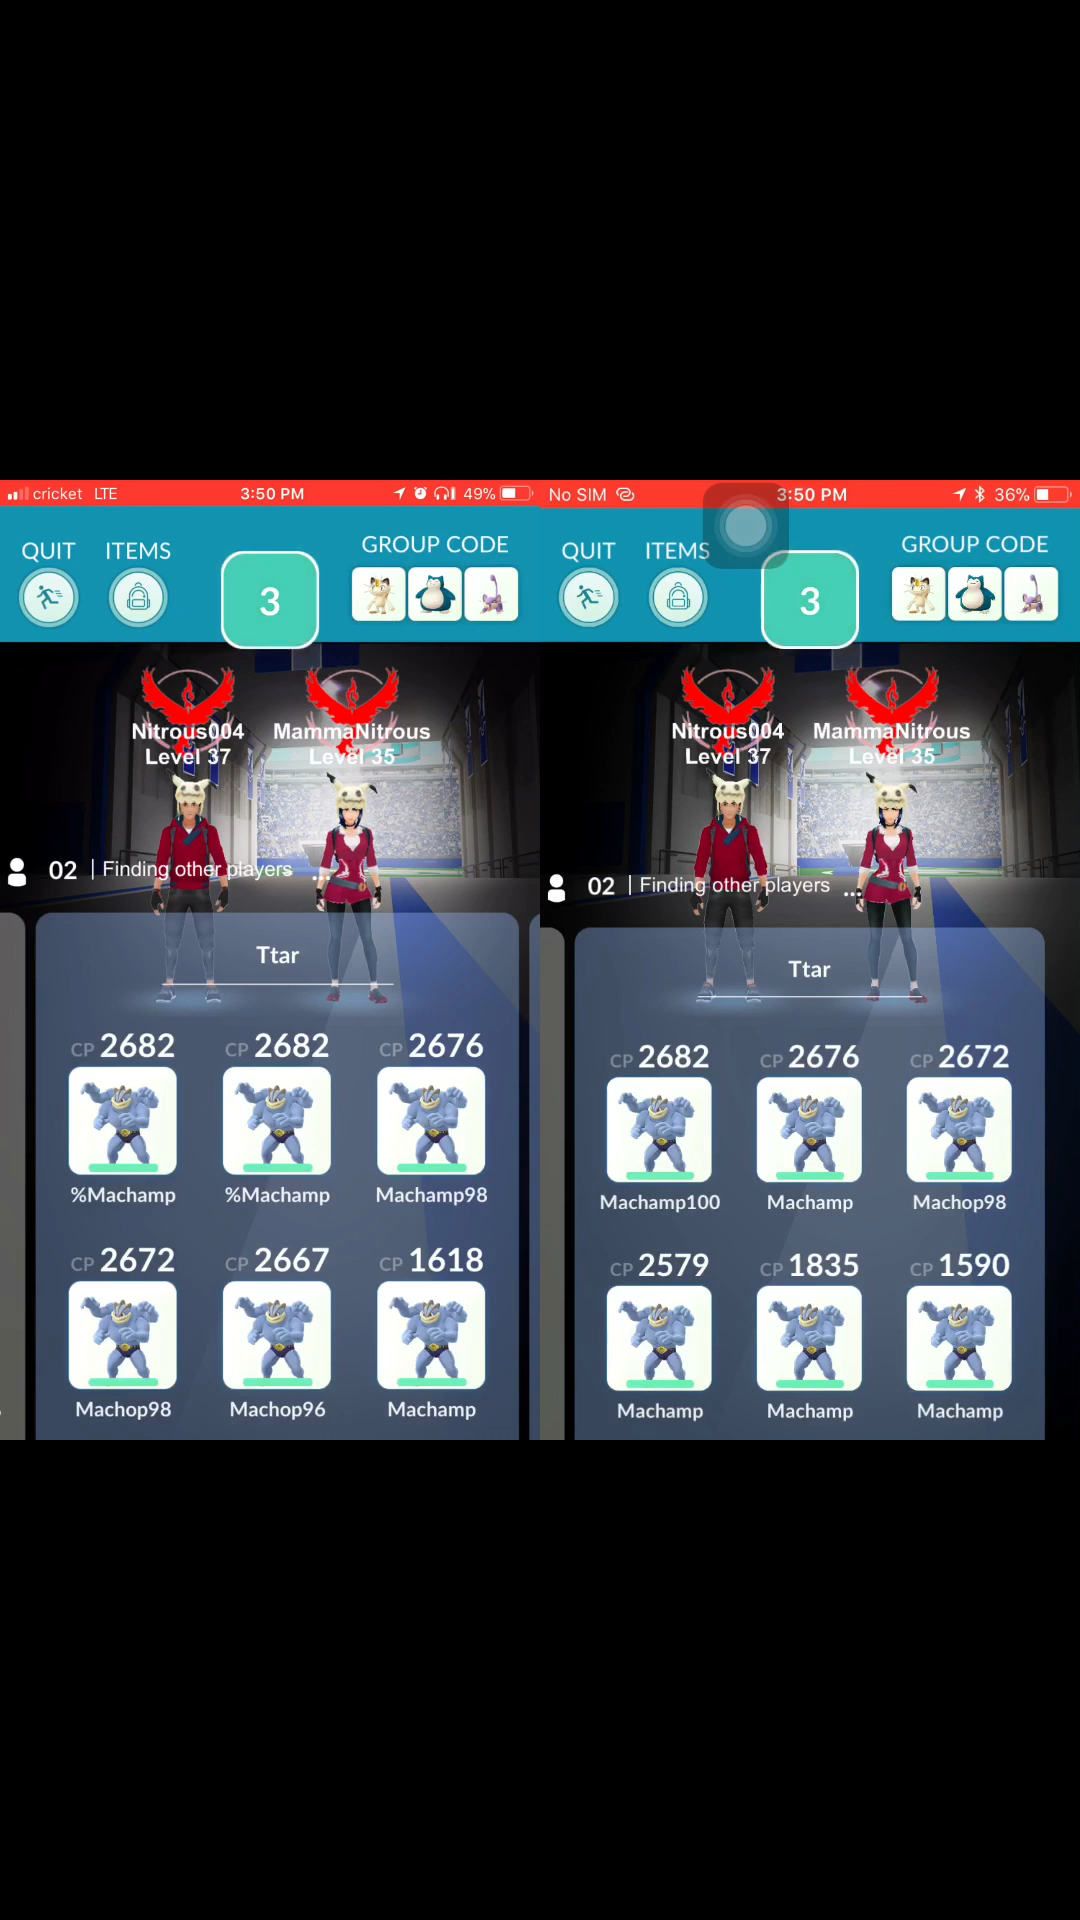 cricket LTE 3:50 PM 49%
QUIT ITEMS GROUP CODE
3
Nitrous004 MammaNitrous
Level 37 Level 35
02 | Finding other players ...
Ttar
CP 2682 CP 2682 CP 2676
%Machamp %Machamp Machamp98
CP 2672 CP 2667 CP 1618
Machop98 Machop96 Machamp
No SIM 3:50 PM 36%
QUIT ITEMS GROUP CODE
3
Nitrous004 MammaNitrous
Level 37 Level 35
02 | Finding other players ...
Ttar
CP 2682 CP 2676 CP 2672
Machamp100 Machamp Machop98
CP 2579 CP 1835 CP 1590
Machamp Machamp Machamp